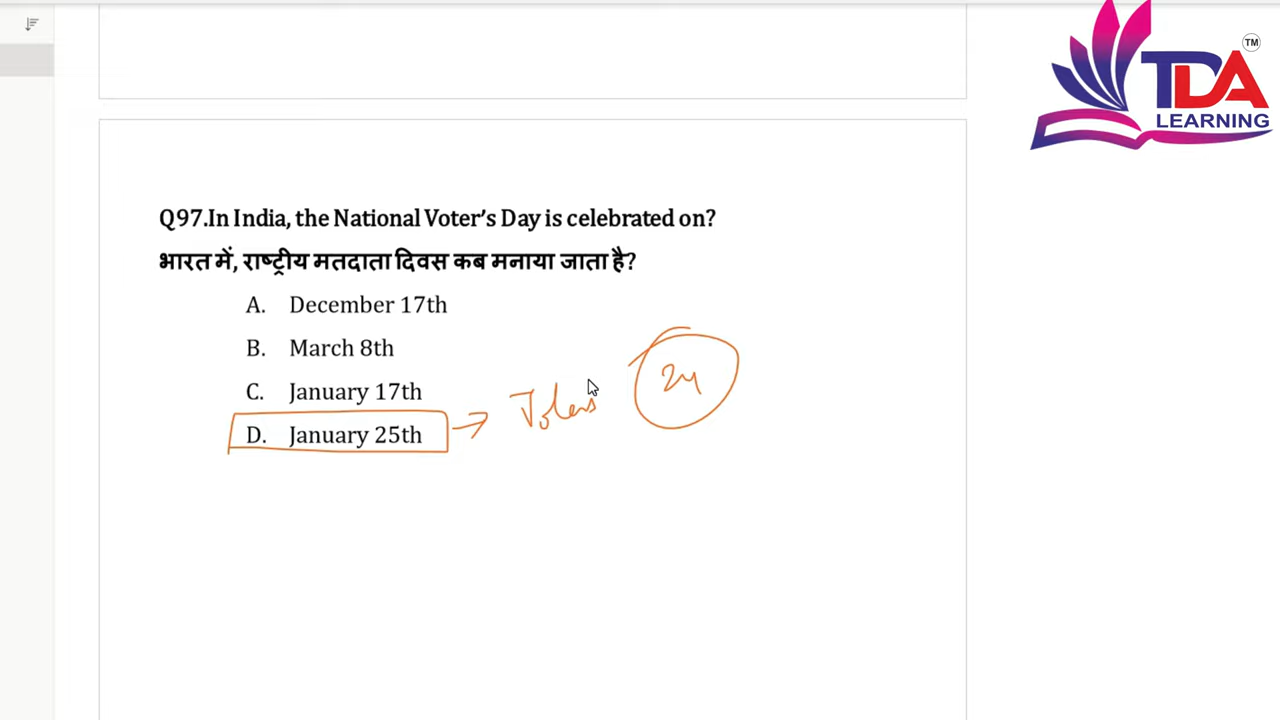 TM
TDA
LEARNING
Q97.In India, the National Voter’s Day is celebrated on?
भारत में, राष्ट्रीय मतदाता दिवस कब मनाया जाता है?
A. December 17th
B. March 8th
C. January 17th
D. January 25th → Voters
24